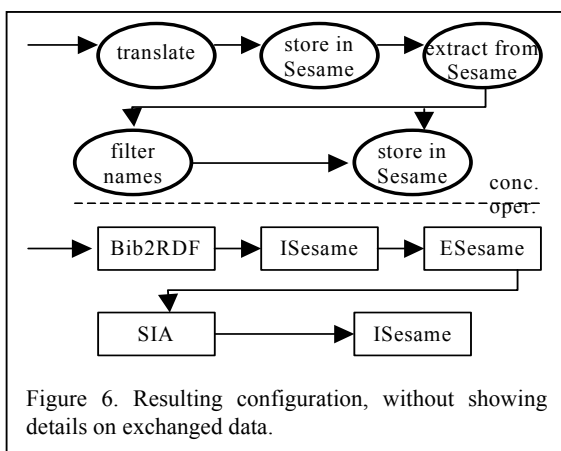 translate
store in
Sesame
extract from
Sesame
filter
names
store in
Sesame
conc.
oper.
Bib2RDF
ISesame
ESesame
SIA
ISesame
Figure 6. Resulting configuration, without showing
details on exchanged data.